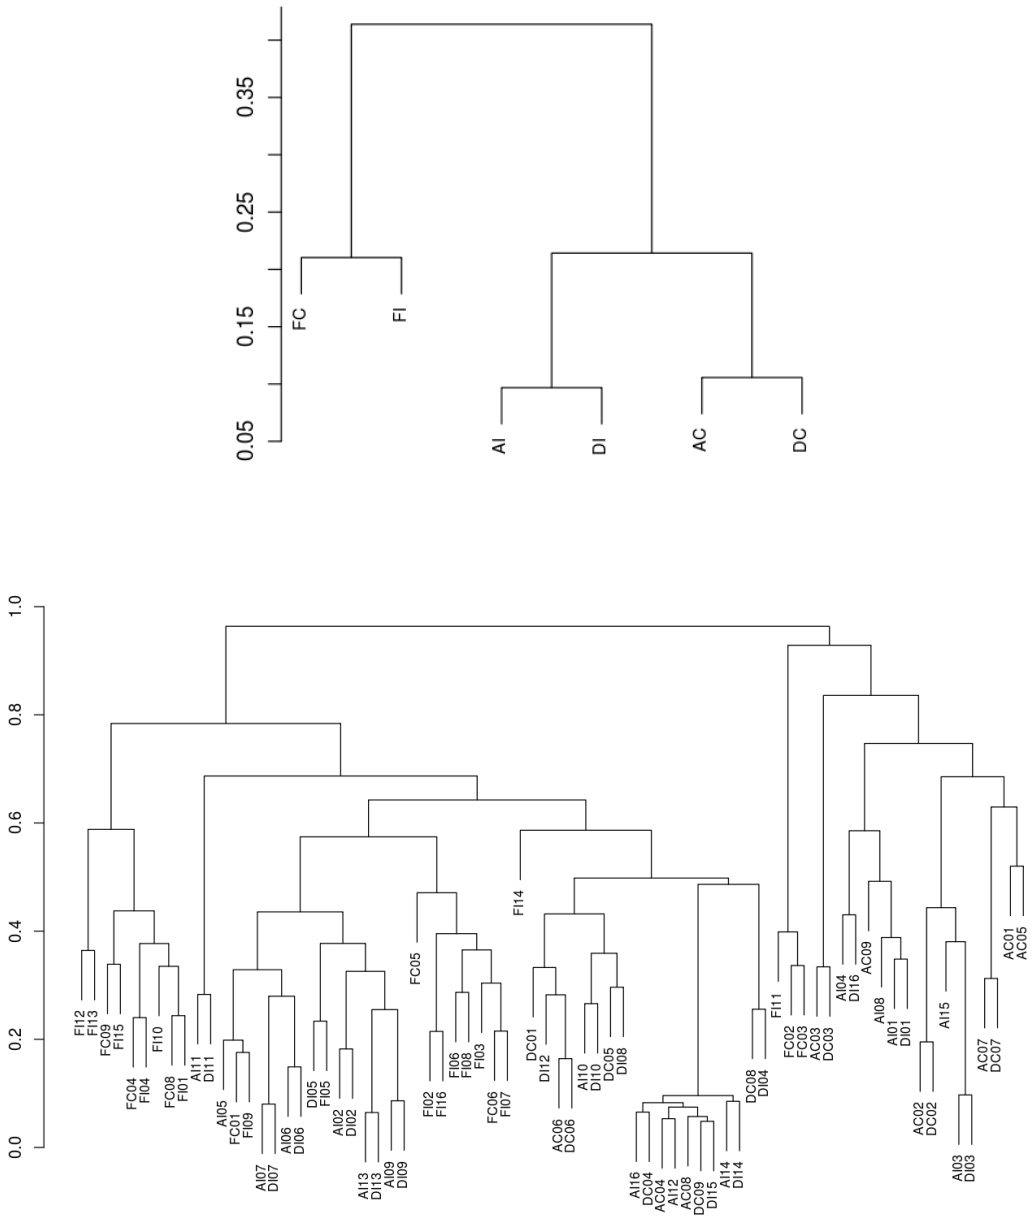 0.35
0.25
0.15
0.05
FC
FI
AI
DI
AC
DC
1.0
0.8
0.6
0.4
0.2
0.0
FI12
FI13
FC09
FI15
FC04
FI04
FI10
FC08
FI01
AI11
DI11
AI05
FC01
FI09
AI07
DI07
AI06
DI06
DI05
FI05
AI02
DI02
AI13
DI13
AI09
DI09
FC05
FI02
FI16
FI06
FI08
FI03
FC06
FI07
FI14
DC01
DI12
AC06
DC06
AI10
DI10
DC05
DI08
AI16
DC04
AC04
AI12
AC08
DC09
DI15
AI14
DI14
DC08
DI04
FI11
FC02
FC03
AC03
DC03
AI04
DI16
AC09
AI08
AI01
DI01
AC02
DC02
AI15
AI03
DI03
AC07
DC07
AC01
AC05